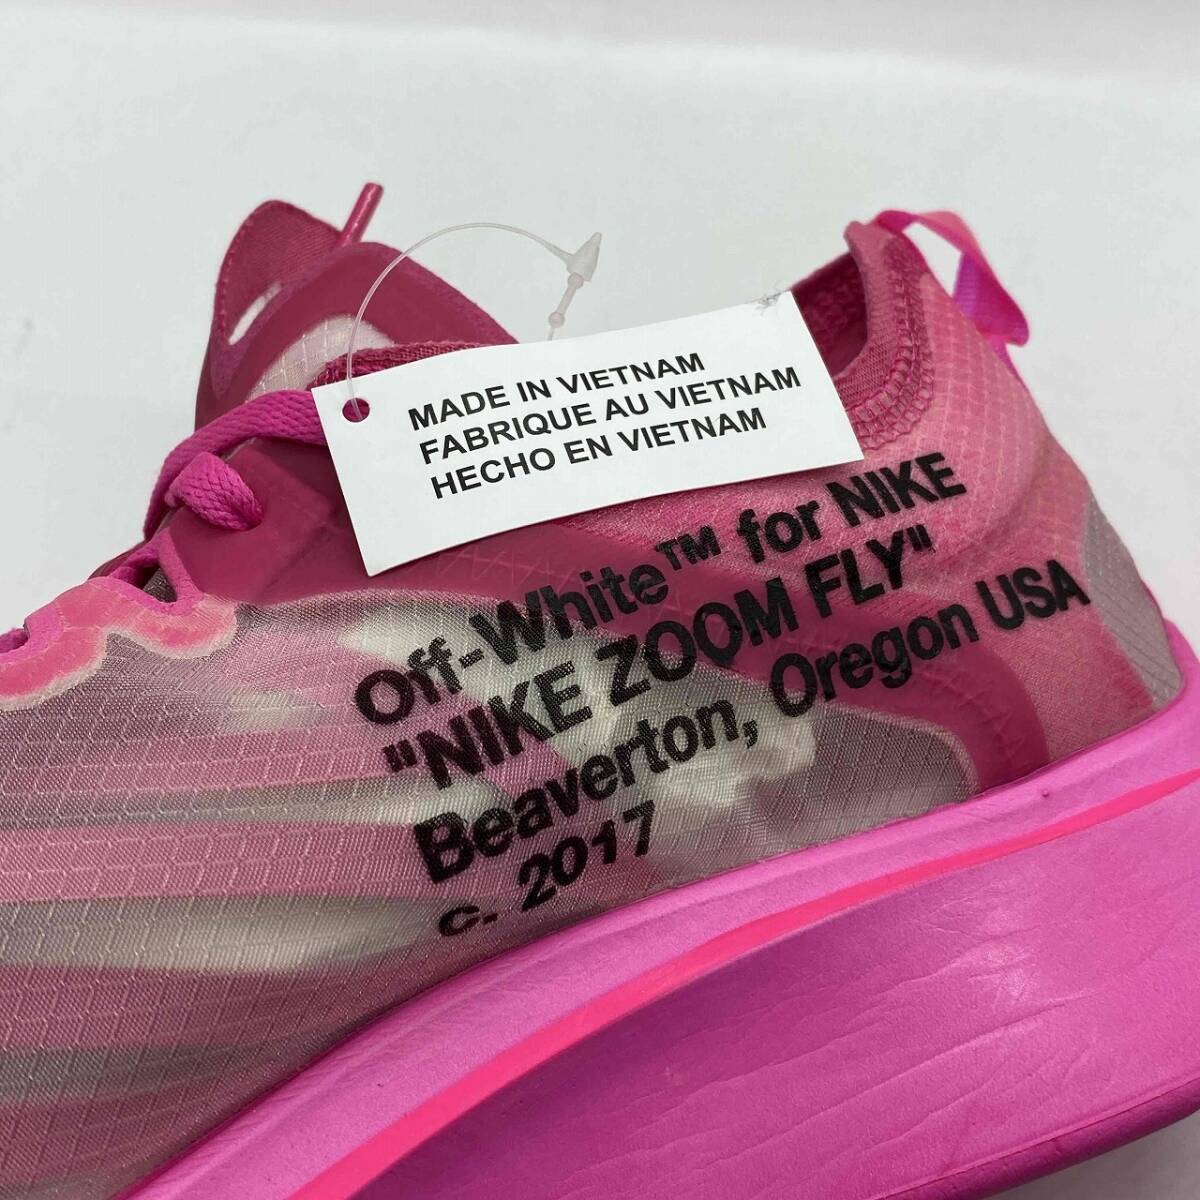 MADE IN VIETNAM
FABRIQUE AU VIETNAM
HECHO EN VIETNAM
Off-White™ for NIKE
"NIKE ZOOM FLY"
Beaverton, Oregon USA
c. 2017